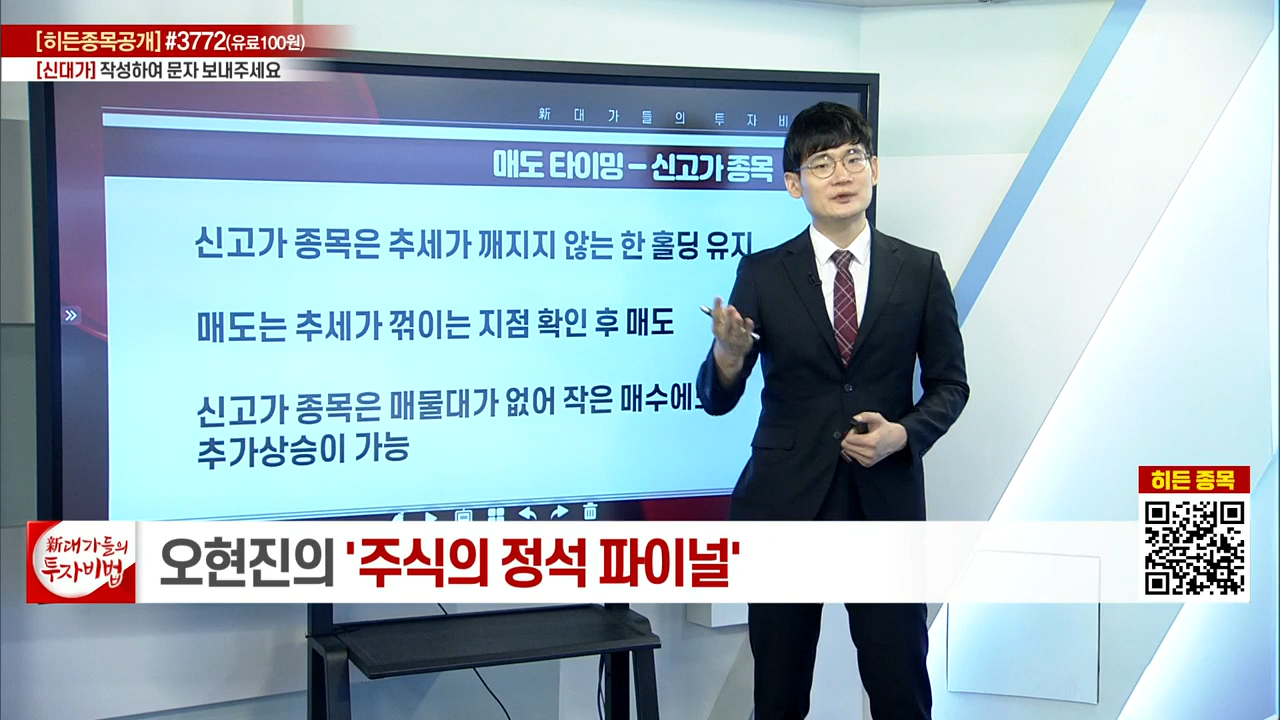 [히든종목공개] #3772(유료100원)
[신대가] 작성하여 문자 보내주세요
新 대 가 들 의 투 자 비
매도 타이밍 - 신고가 종목
신고가 종목은 추세가 깨지지 않는 한 홀딩 유지
매도는 추세가 꺾이는 지점 확인 후 매도
신고가 종목은 매물대가 없어 작은 매수에도
추가상승이 가능
히든 종목
新대가들의
투자비법
오현진의 '주식의 정석 파이널'